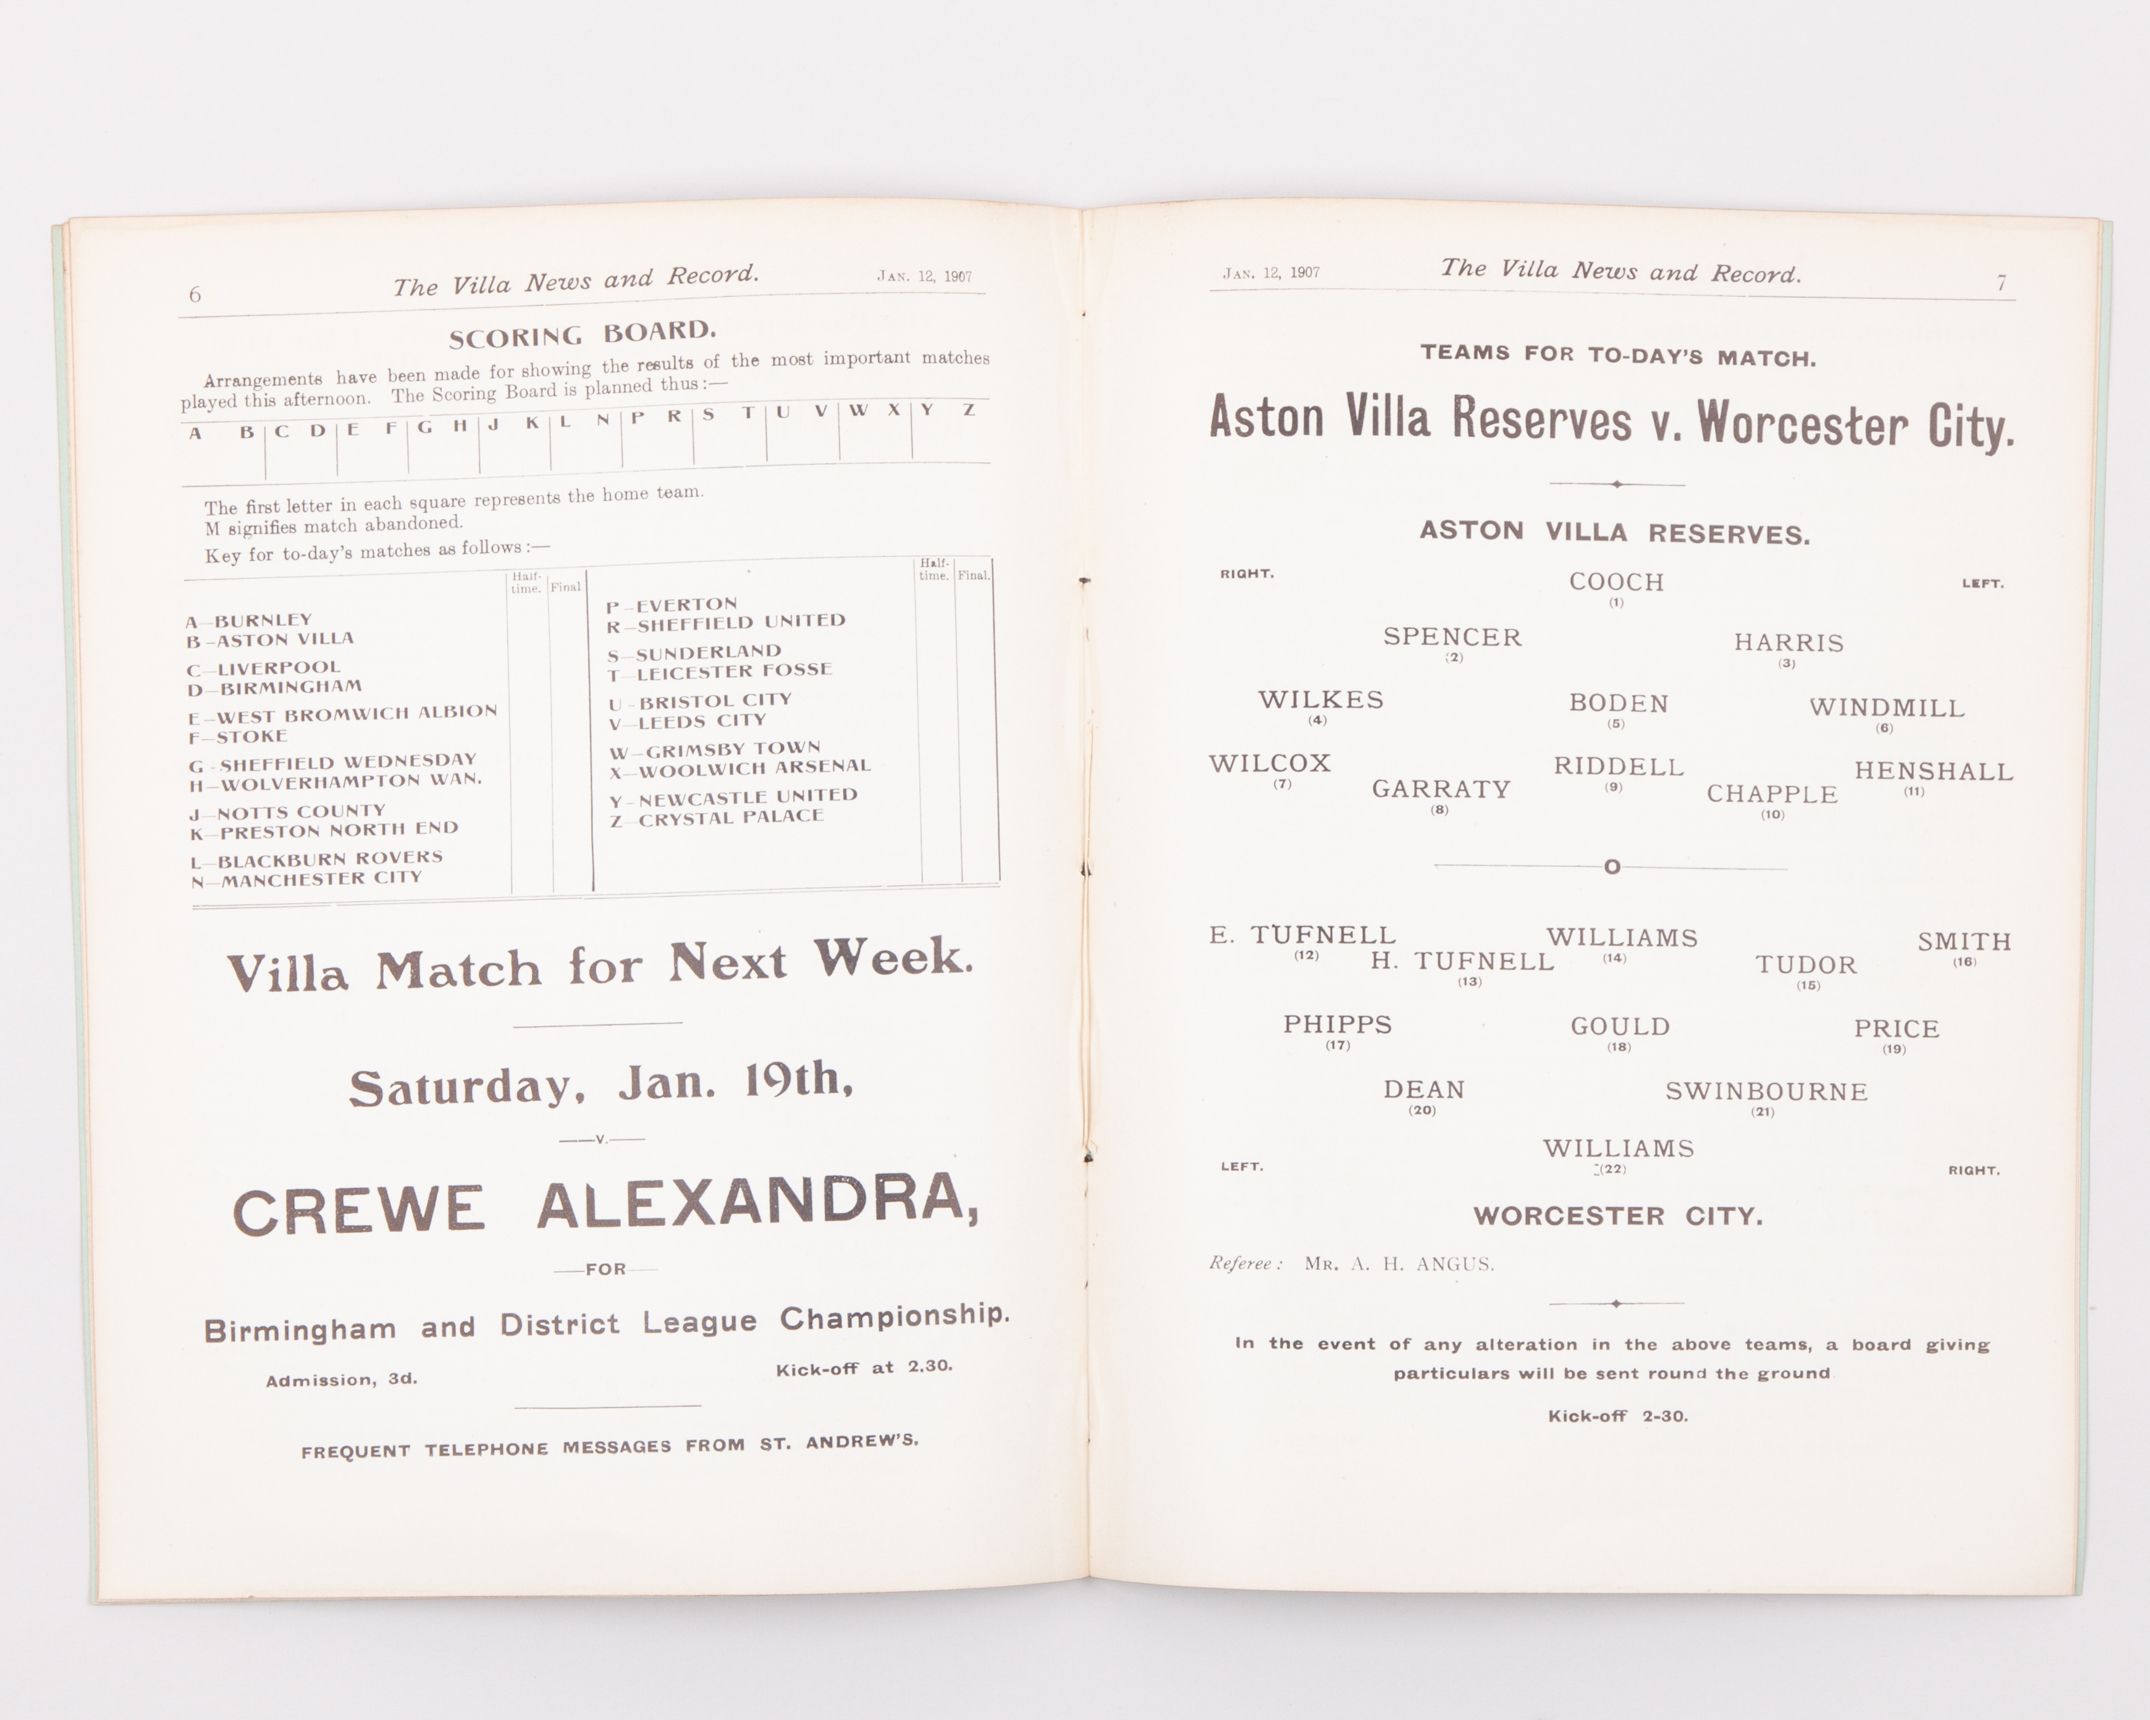 6 The Villa News and Record. JAN. 12, 1907
SCORING BOARD.
Arrangements have been made for showing the results of the most important matches
played this afternoon. The Scoring Board is planned thus:—
A B C D E F G H J K L N P R S T U V W X Y Z
The first letter in each square represents the home team.
M signifies match abandoned.
Key for to-day's matches as follows:—
Half-time. Final.
A—BURNLEY
B—ASTON VILLA
C—LIVERPOOL
D—BIRMINGHAM
E—WEST BROMWICH ALBION
F—STOKE
G-SHEFFIELD WEDNESDAY
H—WOLVERHAMPTON WAN.
J—NOTTS COUNTY
K—PRESTON NORTH END
L—BLACKBURN ROVERS
N—MANCHESTER CITY
Half-time. Final.
P-EVERTON
R—SHEFFIELD UNITED
S—SUNDERLAND
T—LEICESTER FOSSE
U-BRISTOL CITY
V—LEEDS CITY
W—GRIMSBY TOWN
X—WOOLWICH ARSENAL
Y-NEWCASTLE UNITED
Z—CRYSTAL PALACE
Villa Match for Next Week.
Saturday, Jan. 19th,
—v.—
CREWE ALEXANDRA,
—FOR—
Birmingham and District League Championship.
Admission, 3d. Kick-off at 2.30.
FREQUENT TELEPHONE MESSAGES FROM ST. ANDREW'S.
JAN. 12, 1907 The Villa News and Record. 7
TEAMS FOR TO-DAY'S MATCH.
Aston Villa Reserves v. Worcester City.
ASTON VILLA RESERVES.
RIGHT. COOCH LEFT.
(1)
SPENCER HARRIS
(2) (3)
WILKES BODEN WINDMILL
(4) (5) (6)
WILCOX RIDDELL HENSHALL
(7) (9) (11)
GARRATY CHAPPLE
(8) (10)
O
E. TUFNELL WILLIAMS SMITH
(12) (14) (16)
H. TUFNELL TUDOR
(13) (15)
PHIPPS GOULD PRICE
(17) (18) (19)
DEAN SWINBOURNE
(20) (21)
WILLIAMS
LEFT. (22) RIGHT.
WORCESTER CITY.
Referee: MR. A. H. ANGUS.
In the event of any alteration in the above teams, a board giving
particulars will be sent round the ground
Kick-off 2-30.